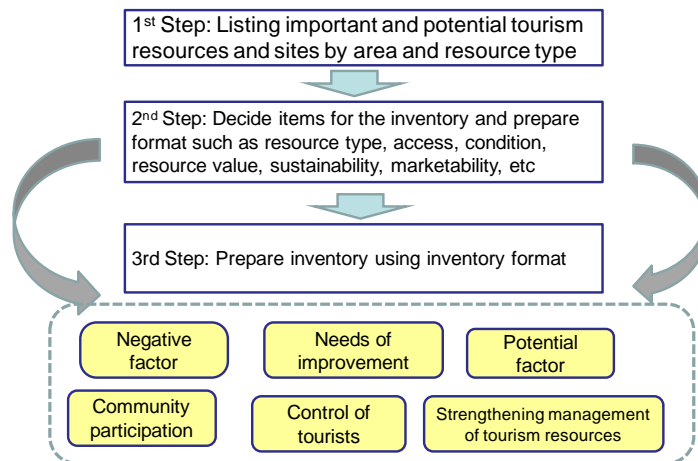 1st Step: Listing important and potential tourism
resources and sites by area and resource type
2nd Step: Decide items for the inventory and prepare
format such as resource type, access, condition,
resource value, sustainability, marketability, etc
3rd Step: Prepare inventory using inventory format
Negative
factor
Needs of
improvement
Potential
factor
Community
participation
Control of
tourists
Strengthening management
of tourism resources